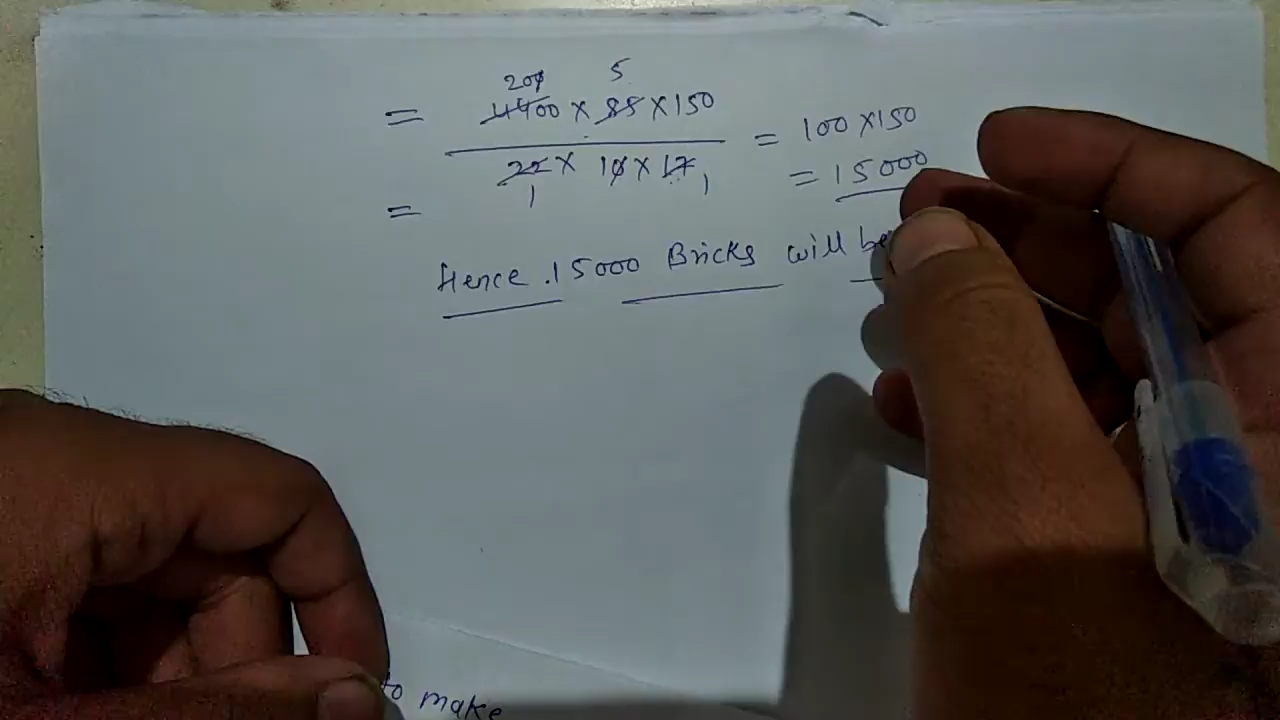 200 5
= 4400 × 85 × 150 = 100 × 150
22 × 10 × 17 = 15000
1 1
=
Hence . 15000 Bricks will be
to make